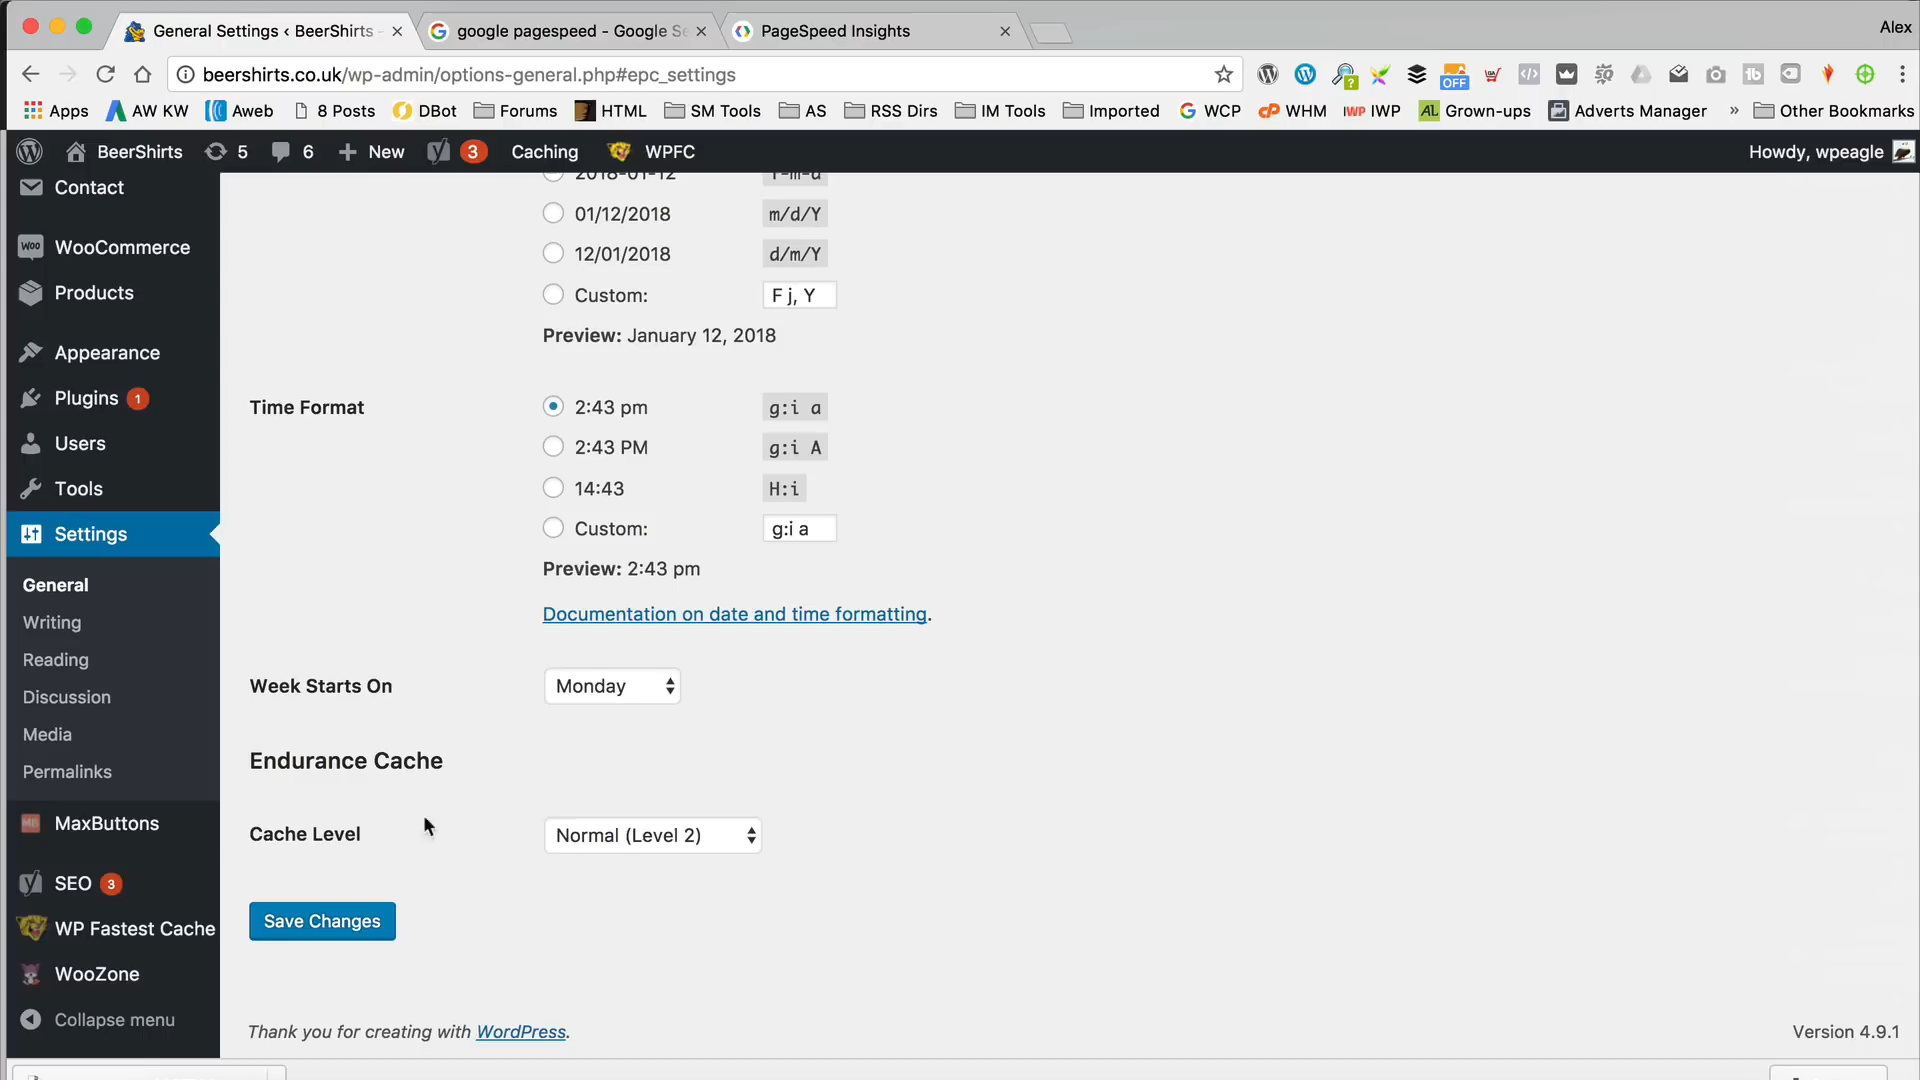 General Settings ‹ BeerShirts -
google pagespeed - Google Se
PageSpeed Insights
Alex
beershirts.co.uk/wp-admin/options-general.php#epc_settings
Apps
AW KW
Aweb
8 Posts
DBot
Forums
HTML
SM Tools
AS
RSS Dirs
IM Tools
Imported
WCP
WHM
IWP
Grown-ups
Adverts Manager
»
Other Bookmarks
BeerShirts
5
6
New
3
Caching
WPFC
Howdy, wpeagle
Contact
WooCommerce
Products
Appearance
Plugins 1
Users
Tools
Settings
General
Writing
Reading
Discussion
Media
Permalinks
MaxButtons
SEO 3
WP Fastest Cache
WooZone
Collapse menu
2018-01-12 Y-m-d
01/12/2018 m/d/Y
12/01/2018 d/m/Y
Custom: F j, Y
Preview: January 12, 2018
Time Format
2:43 pm g:i a
2:43 PM g:i A
14:43 H:i
Custom: g:i a
Preview: 2:43 pm
Documentation on date and time formatting.
Week Starts On Monday
Endurance Cache
Cache Level Normal (Level 2)
Save Changes
Thank you for creating with WordPress.
Version 4.9.1